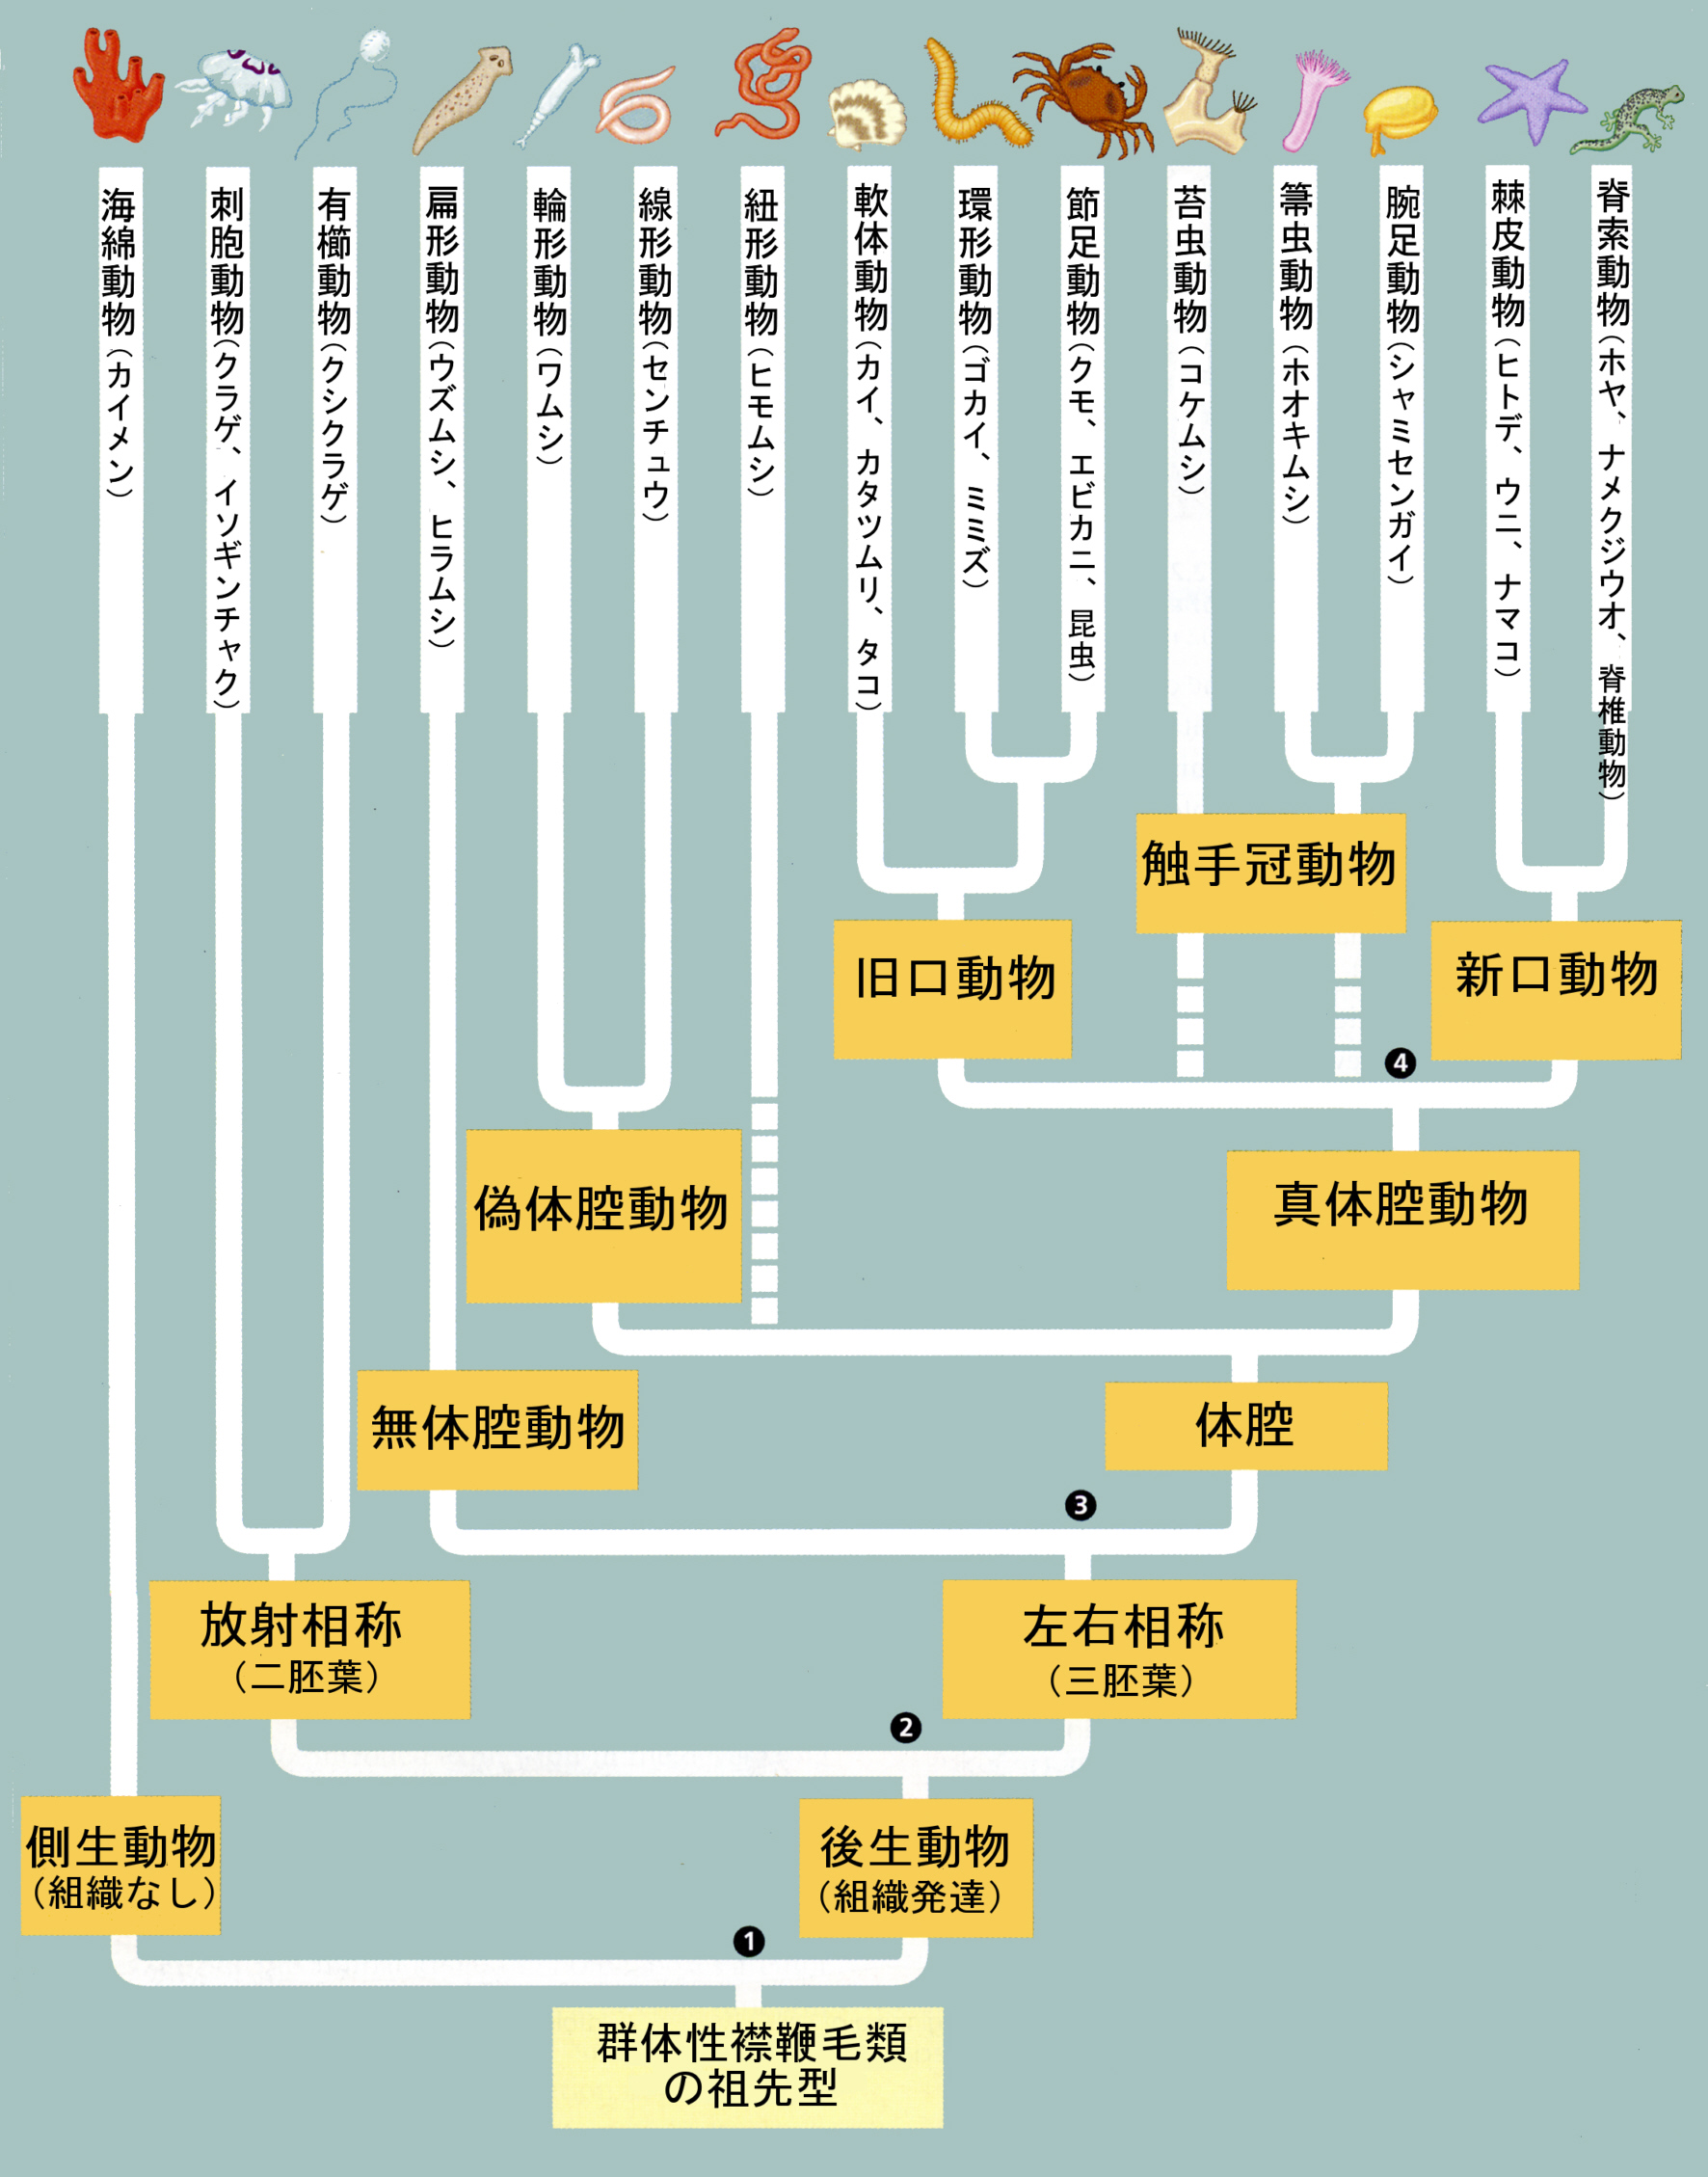 海綿動物（カイメン）
刺胞動物（クラゲ、イソギンチャク）
有櫛動物（クシクラゲ）
扁形動物（ウズムシ、ヒラムシ）
輪形動物（ワムシ）
線形動物（センチュウ）
紐形動物（ヒモムシ）
軟体動物（カイ、カタツムリ、タコ）
環形動物（ゴカイ、ミミズ）
節足動物（クモ、エビカニ、昆虫）
苔虫動物（コケムシ）
箒虫動物（ホオキムシ）
腕足動物（シャミセンガイ）
棘皮動物（ヒトデ、ウニ、ナマコ）
脊索動物（ホヤ、ナメクジウオ、脊椎動物）
触手冠動物
旧口動物
新口動物
❹
偽体腔動物
真体腔動物
無体腔動物
体腔
❸
放射相称
（二胚葉）
左右相称
（三胚葉）
❷
側生動物
（組織なし）
後生動物
（組織発達）
❶
群体性襟鞭毛類
の祖先型